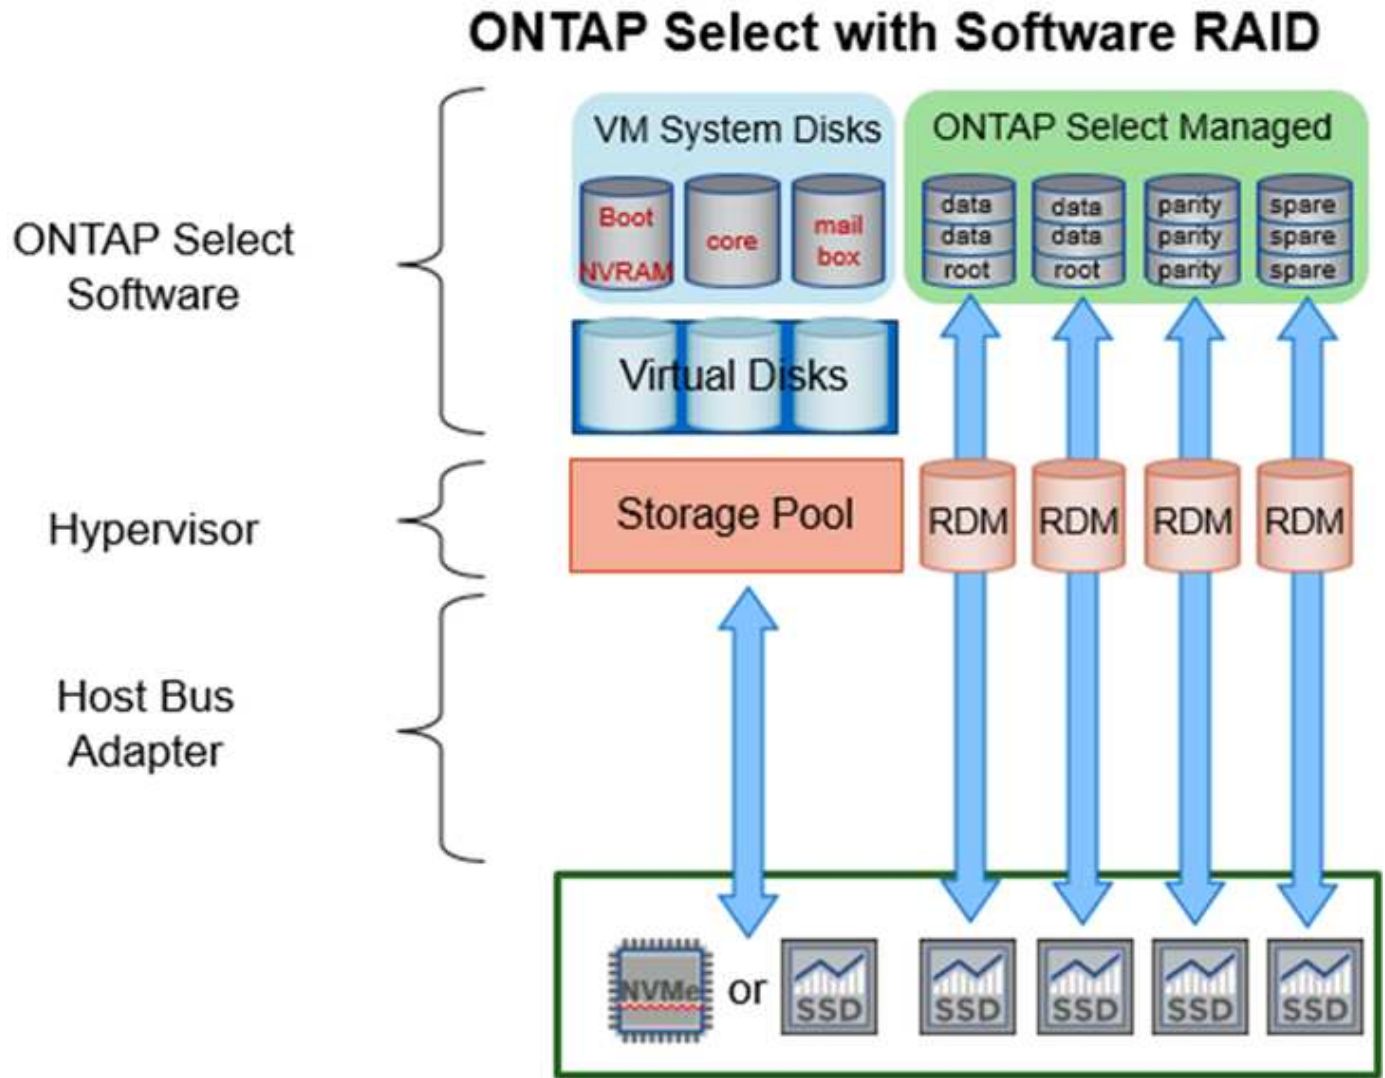 ONTAP Select with Software RAID
VM System Disks
ONTAP Select Managed
Boot
NVRAM
core
mail
box
data
data
root
data
data
root
parity
parity
parity
spare
spare
spare
ONTAP Select
Software
Virtual Disks
Hypervisor
Storage Pool
RDM
RDM
RDM
RDM
Host Bus
Adapter
NVMe
or
SSD
SSD
SSD
SSD
SSD